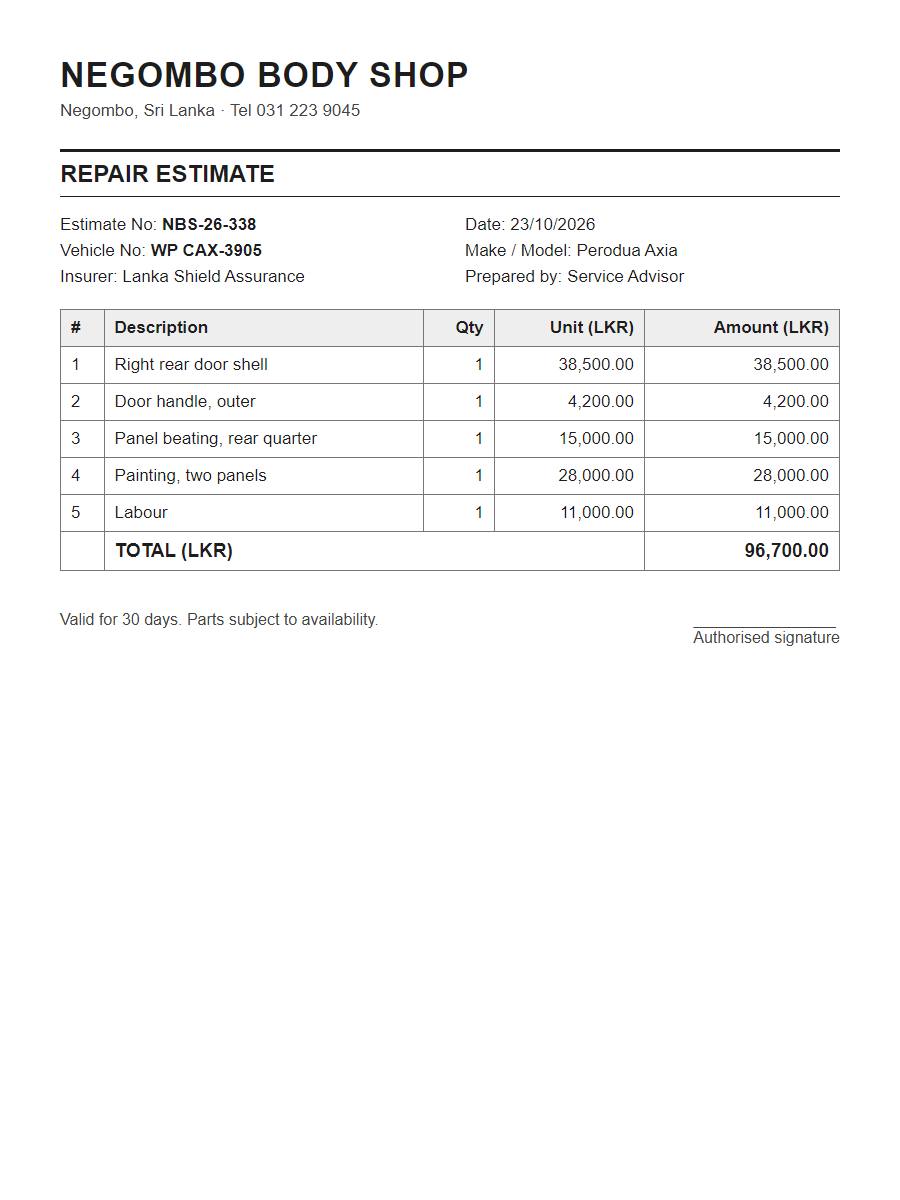 NEGOMBO BODY SHOP
Negombo, Sri Lanka · Tel 031 223 9045
REPAIR ESTIMATE
Estimate No: NBS-26-338 Date: 23/10/2026
Vehicle No: WP CAX-3905 Make / Model: Perodua Axia
Insurer: Lanka Shield Assurance Prepared by: Service Advisor
# Description Qty Unit (LKR) Amount (LKR)
1 Right rear door shell 1 38,500.00 38,500.00
2 Door handle, outer 1 4,200.00 4,200.00
3 Panel beating, rear quarter 1 15,000.00 15,000.00
4 Painting, two panels 1 28,000.00 28,000.00
5 Labour 1 11,000.00 11,000.00
TOTAL (LKR) 96,700.00
Valid for 30 days. Parts subject to availability.
Authorised signature